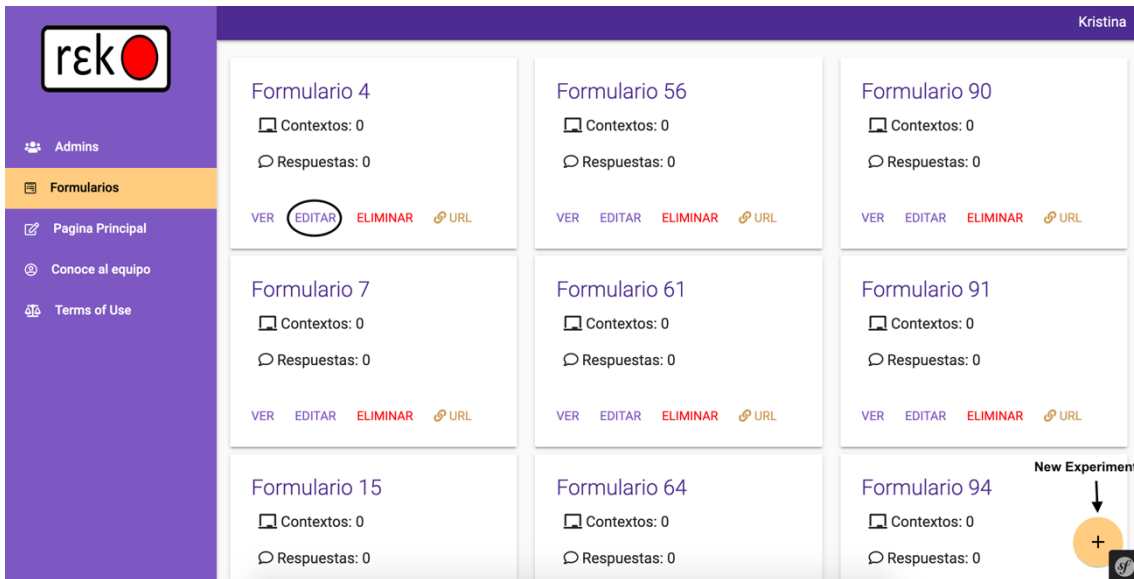 rεkO
Kristina
Admins
Formularios
Pagina Principal
Conoce al equipo
Terms of Use
Formulario 4
Contextos: 0
Respuestas: 0
VER EDITAR ELIMINAR URL
Formulario 56
Contextos: 0
Respuestas: 0
VER EDITAR ELIMINAR URL
Formulario 90
Contextos: 0
Respuestas: 0
VER EDITAR ELIMINAR URL
Formulario 7
Contextos: 0
Respuestas: 0
VER EDITAR ELIMINAR URL
Formulario 61
Contextos: 0
Respuestas: 0
VER EDITAR ELIMINAR URL
Formulario 91
Contextos: 0
Respuestas: 0
VER EDITAR ELIMINAR URL
Formulario 15
Contextos: 0
Respuestas: 0
Formulario 64
Contextos: 0
Respuestas: 0
New Experiment
Formulario 94
Contextos: 0
Respuestas: 0
+
sf